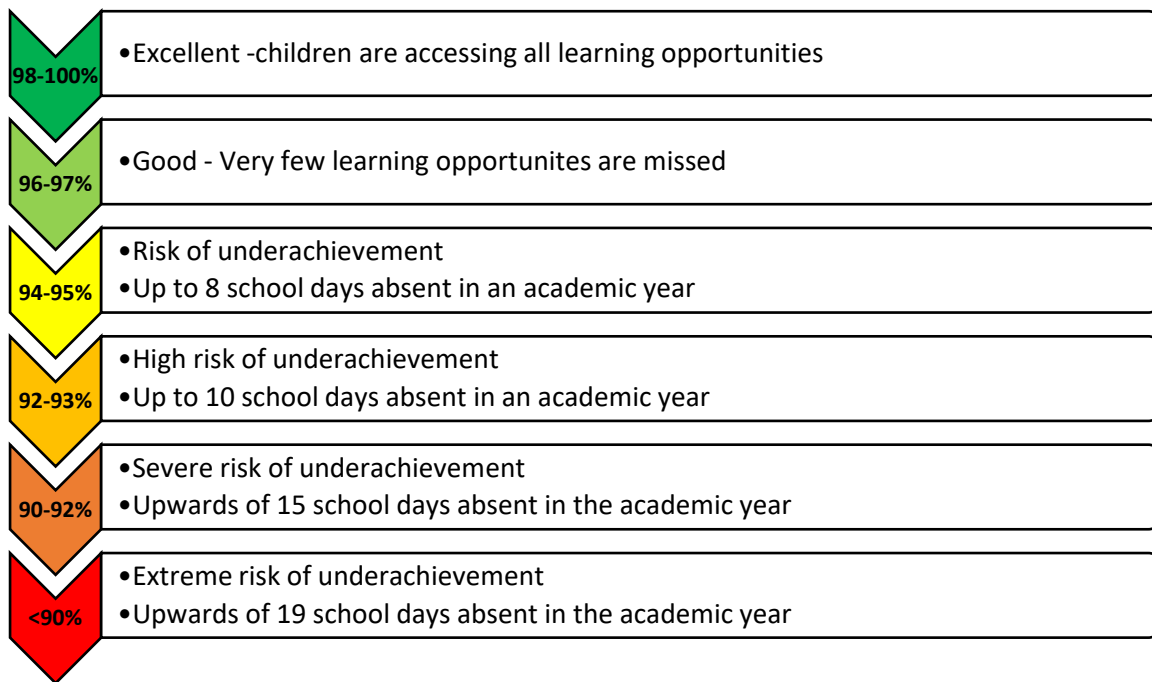 98-100%
•Excellent -children are accessing all learning opportunities
96-97%
•Good - Very few learning opportunites are missed
94-95%
•Risk of underachievement
•Up to 8 school days absent in an academic year
92-93%
•High risk of underachievement
•Up to 10 school days absent in an academic year
90-92%
•Severe risk of underachievement
•Upwards of 15 school days absent in the academic year
<90%
•Extreme risk of underachievement
•Upwards of 19 school days absent in the academic year